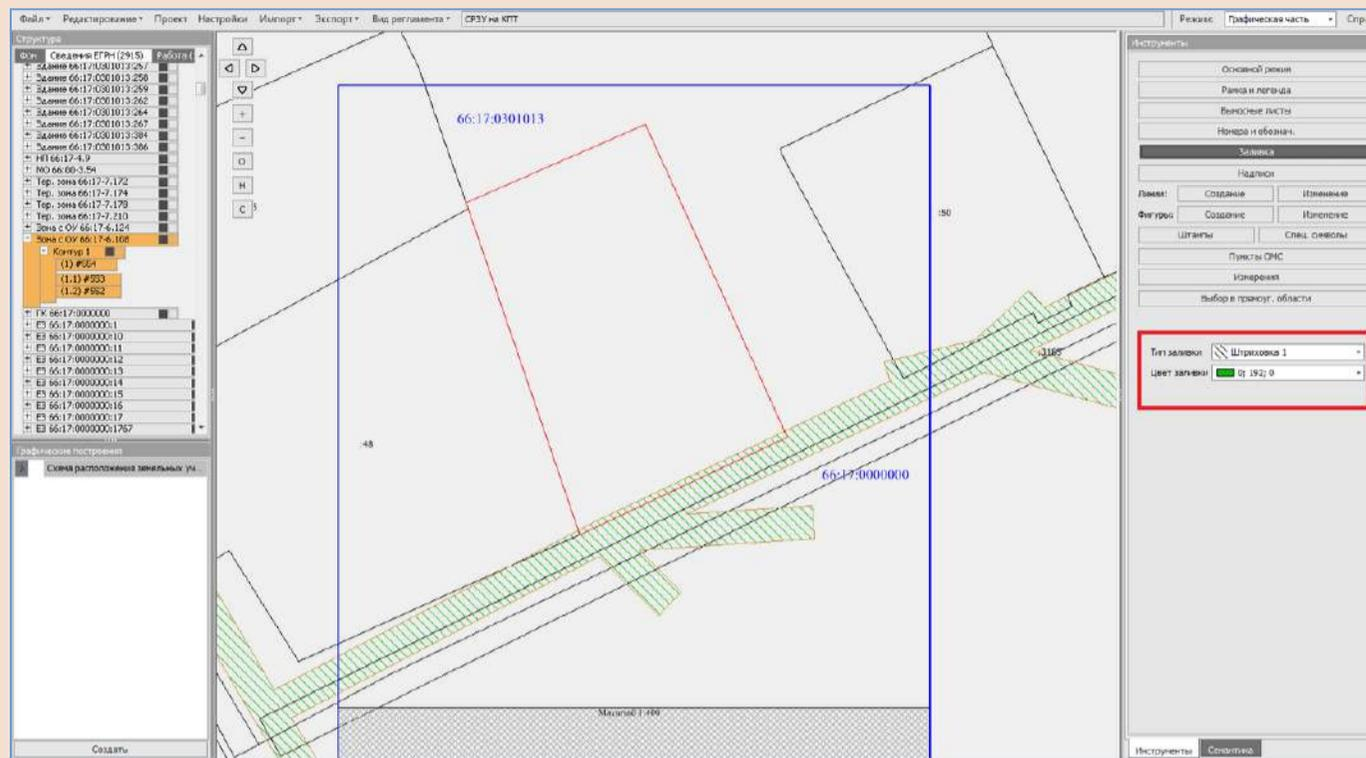 Файл Редактирование Проект Настройки Импорт Экспорт Вид регламента СРЗУ на КПТ Режим: Графическая часть Спр
Структура
Фон Сведения ЕГРН (2915) Работа (
Здание 66:17:0301013:257
Здание 66:17:0301013:258
Здание 66:17:0301013:259
Здание 66:17:0301013:262
Здание 66:17:0301013:264
Здание 66:17:0301013:267
Здание 66:17:0301013:384
Здание 66:17:0301013:386
НП 66:17-4.9
МО 66:00-3.54
Тер. зона 66:17-7.172
Тер. зона 66:17-7.174
Тер. зона 66:17-7.178
Тер. зона 66:17-7.210
Зона с ОУ 66:17-6.124
Зона с ОУ 66:17-6.168
Контур 1
(1) #554
(1.1) #553
(1.2) #552
ГК 66:17:0000000
ЕЗ 66:17:0000000:1
ЕЗ 66:17:0000000:10
ЕЗ 66:17:0000000:11
ЕЗ 66:17:0000000:12
ЕЗ 66:17:0000000:13
ЕЗ 66:17:0000000:14
ЕЗ 66:17:0000000:15
ЕЗ 66:17:0000000:16
ЕЗ 66:17:0000000:17
ЕЗ 66:17:0000000:1767
Графические построения
Схема расположения земельных уч...
Создать
+
-
О
Н
С
66:17:0301013
:50
:3185
:48
66:17:0000000
Масштаб 1:499
Инструменты
Основной режим
Рамка и легенда
Выносные листы
Номера и обознач.
Заливка
Надписи
Линии: Создание Изменение
Фигуры: Создание Изменение
Штампы Спец. символы
Пункты ОМС
Измерения
Выбор в прямоуг. области
Тип заливки Штриховка 1
Цвет заливки 0; 192; 0
Инструменты Семантика